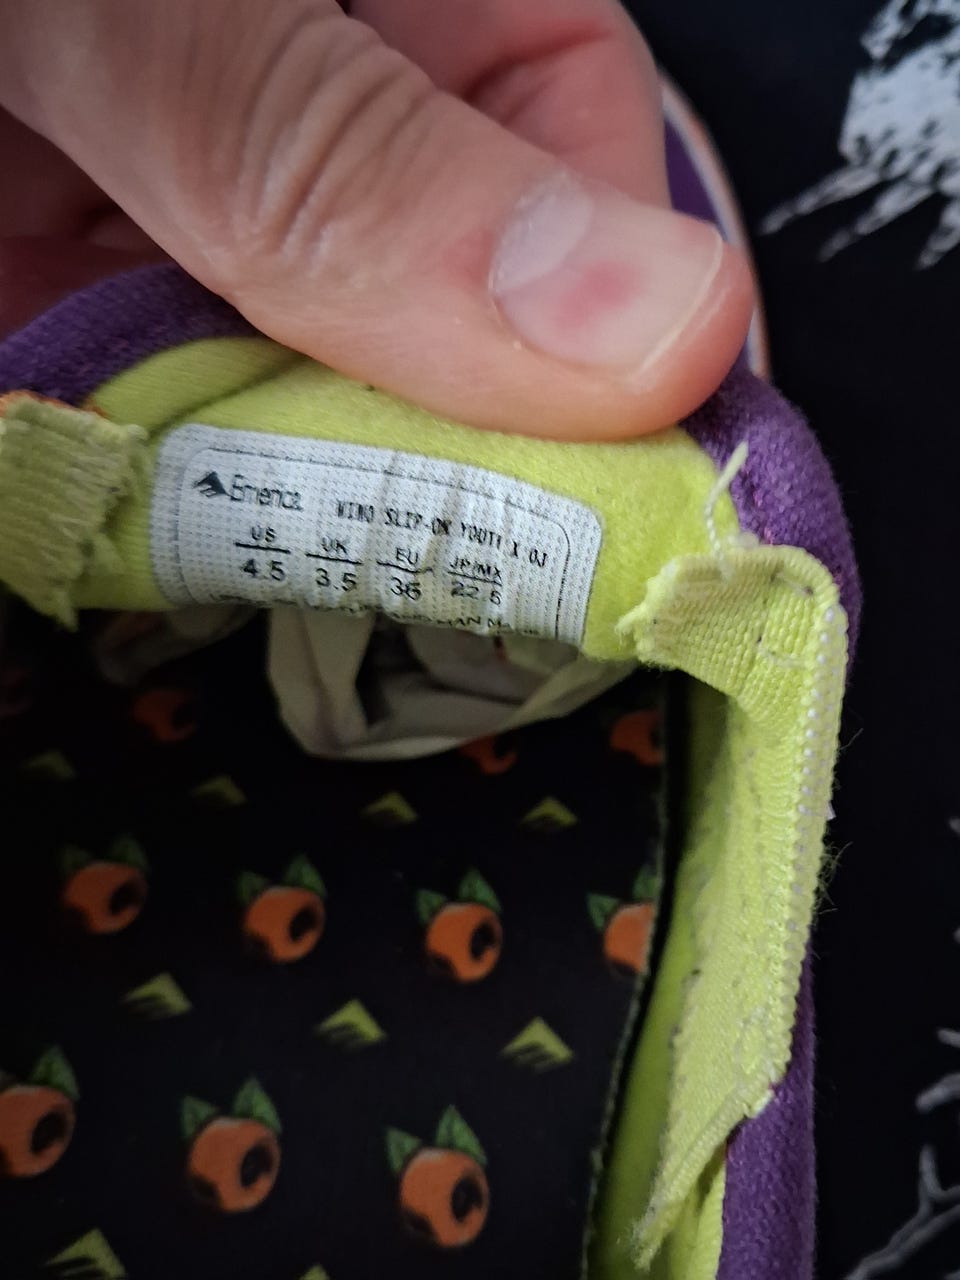 Emerica. WINO SLIP-ON YOUTH X OJ
US UK EU JP/MX
4.5 3.5 36 22.5